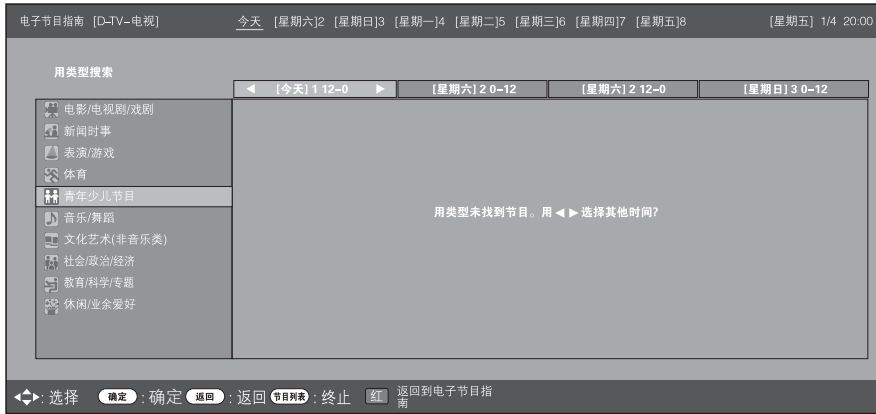 电子节目指南 [D-TV-电视] 今天 [星期六]2 [星期日]3 [星期一]4 [星期二]5 [星期三]6 [星期四]7 [星期五]8 [星期五] 1/4 20:00
用类型搜索
◀ [今天] 1 12-0 ▶ [星期六] 2 0-12 [星期六] 2 12-0 [星期日] 3 0-12
电影/电视剧/戏剧
新闻时事
表演/游戏
体育
青年少儿节目
音乐/舞蹈
文化艺术(非音乐类)
社会/政治/经济
教育/科学/专题
休闲/业余爱好
用类型未找到节目。用 ◀ ▶ 选择其他时间?
: 选择 确定 : 确定 返回 : 返回 节目列表 : 终止 红 返回到电子节目指
南